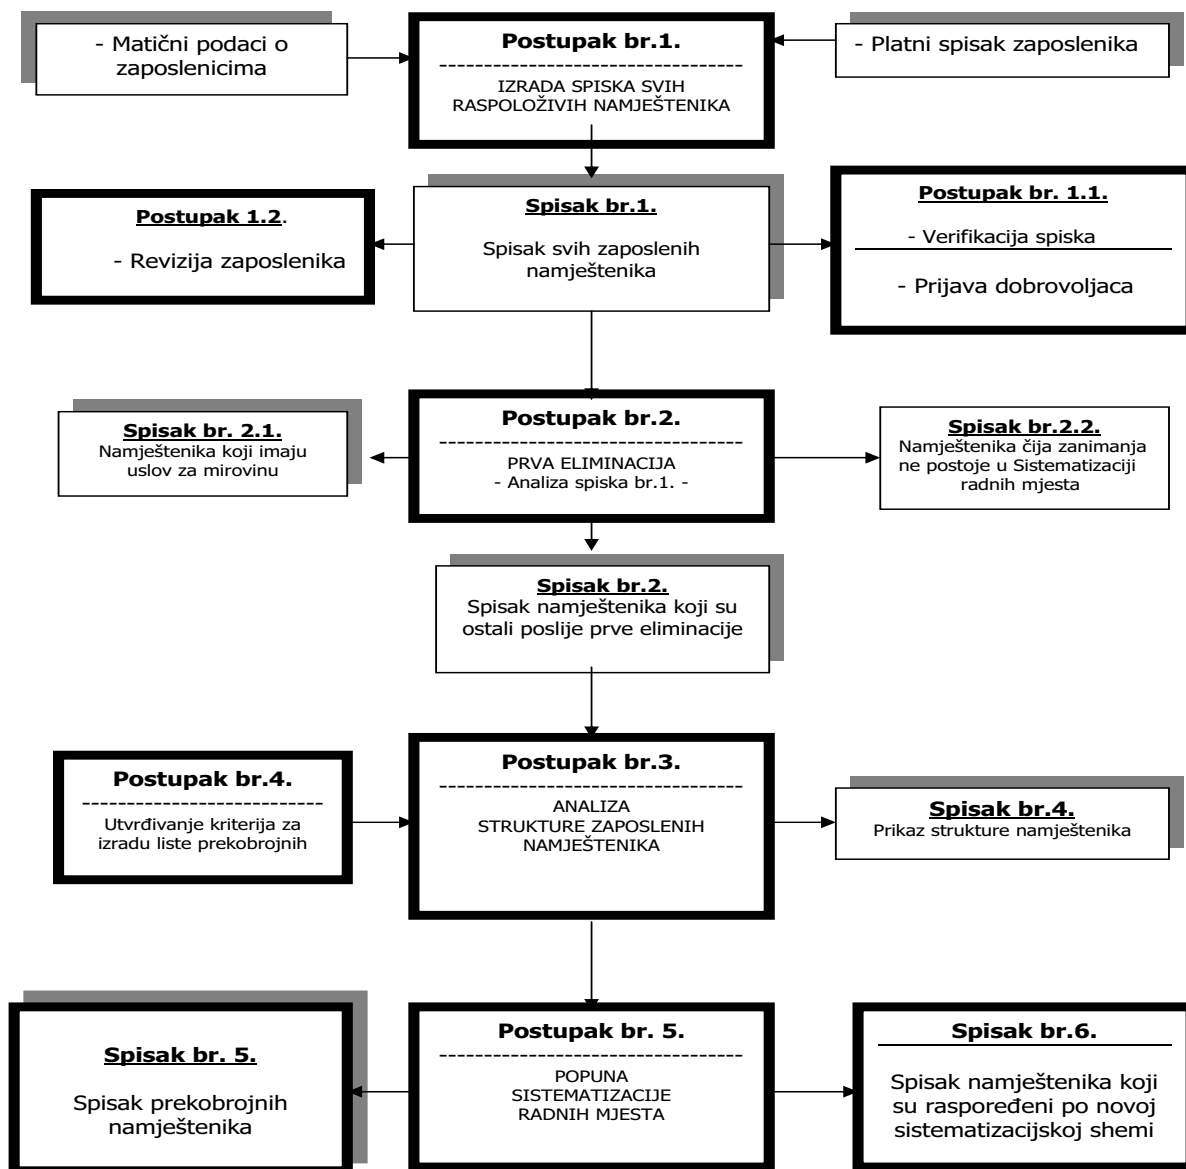 - Matični podaci o
zaposlenicima
Postupak br.1.
---------------------------------
IZRADA SPISKA SVIH
RASPOLOŽIVIH NAMJEŠTENIKA
- Platni spisak zaposlenika
Postupak 1.2.
- Revizija zaposlenika
Spisak br.1.
Spisak svih zaposlenih
namještenika
Postupak br. 1.1.
- Verifikacija spiska
- Prijava dobrovoljaca
Spisak br. 2.1.
Namještenika koji imaju
uslov za mirovinu
Postupak br.2.
---------------------------------
PRVA ELIMINACIJA
- Analiza spiska br.1. -
Spisak br.2.2.
Namještenika čija zanimanja
ne postoje u Sistematizaciji
radnih mjesta
Spisak br.2.
Spisak namještenika koji su
ostali poslije prve eliminacije
Postupak br.4.
--------------------------
Utvrđivanje kriterija za
izradu liste prekobrojnih
Postupak br.3.
---------------------------------
ANALIZA
STRUKTURE ZAPOSLENIH
NAMJEŠTENIKA
Spisak br.4.
Prikaz strukture namještenika
Spisak br. 5.
Spisak prekobrojnih
namještenika
Postupak br. 5.
---------------------------------
POPUNA
SISTEMATIZACIJE
RADNIH MJESTA
Spisak br.6.
Spisak namještenika koji
su raspoređeni po novoj
sistematizacijskoj shemi